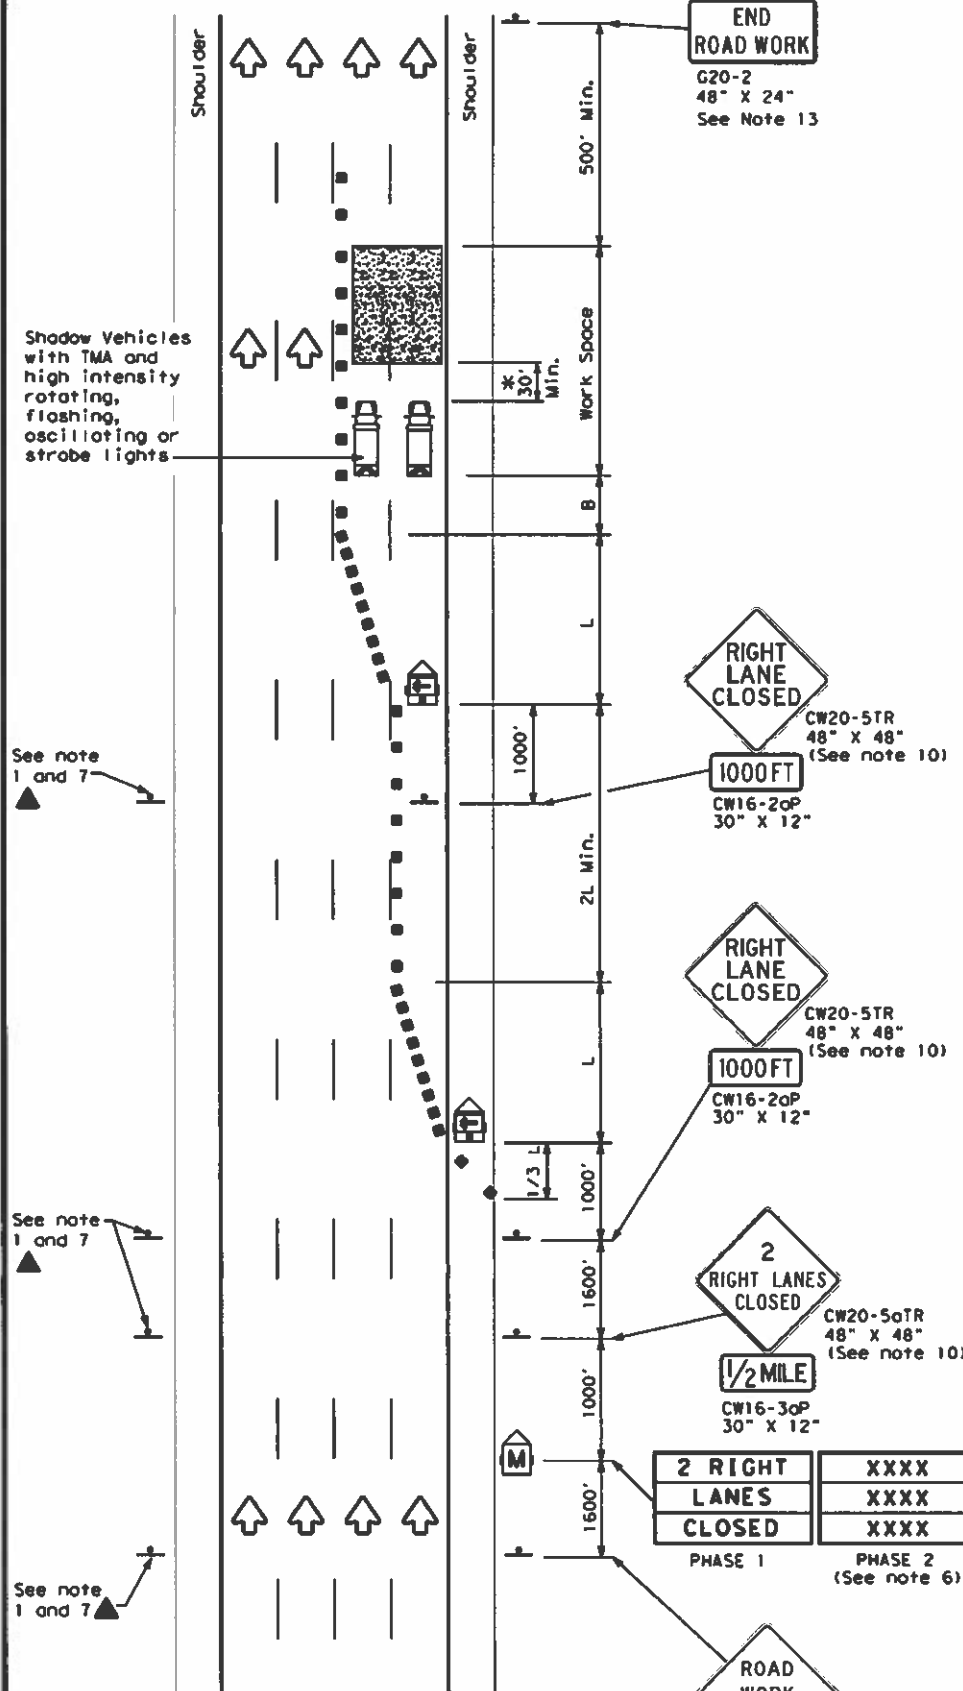 END
ROAD WORK
G20-2
48" X 24"
See Note 13
Shoulder
Shoulder
500' Min.
Shadow Vehicles
with TMA and
high intensity
rotating,
flashing,
oscillating or
strobe lights
*
30'
Min.
Work Space
B
L
RIGHT
LANE
CLOSED
CW20-5TR
48" X 48"
(See note 10)
1000 FT
CW16-2aP
30" X 12"
1000'
See note
1 and 7
2L Min.
RIGHT
LANE
CLOSED
CW20-5TR
48" X 48"
(See note 10)
1000 FT
CW16-2aP
30" X 12"
L
1/3 L
1000'
See note
1 and 7
1600'
2
RIGHT LANES
CLOSED
CW20-5aTR
48" X 48"
(See note 10)
1/2 MILE
CW16-3aP
30" X 12"
1000'
M
2 RIGHT
LANES
CLOSED
PHASE 1
XXXX
XXXX
XXXX
PHASE 2
(See note 6)
1600'
See note
1 and 7
ROAD
WORK